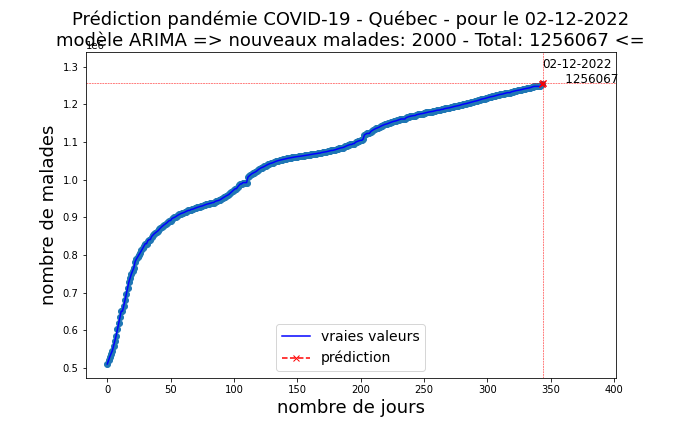 Prédiction pandémie COVID-19 - Québec - pour le 02-12-2022
modèle ARIMA => nouveaux malades: 2000 - Total: 1256067 <=
1e6
02-12-2022
1256067
1.3
1.2
1.1
1.0
0.9
0.8
0.7
0.6
0.5
nombre de malades
vraies valeurs
prédiction
0 50 100 150 200 250 300 350 400
nombre de jours